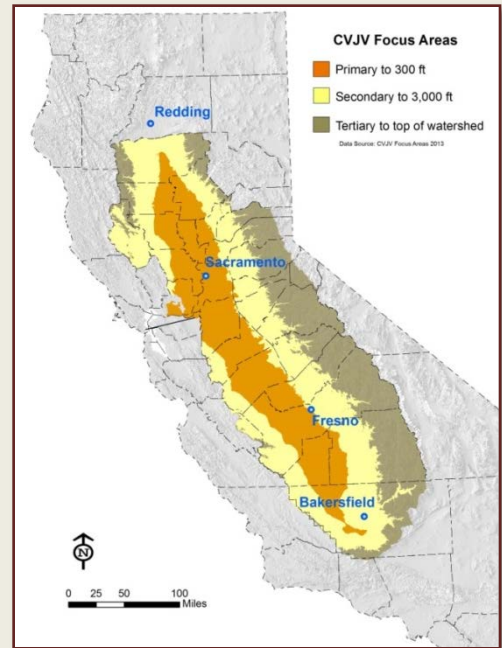 CVJV Focus Areas
Primary to 300 ft
Secondary to 3,000 ft
Tertiary to top of watershed
Data Source: CVJV Focus Areas 2013
Redding
Sacramento
Fresno
Bakersfield
N
0 25 50 100
Miles